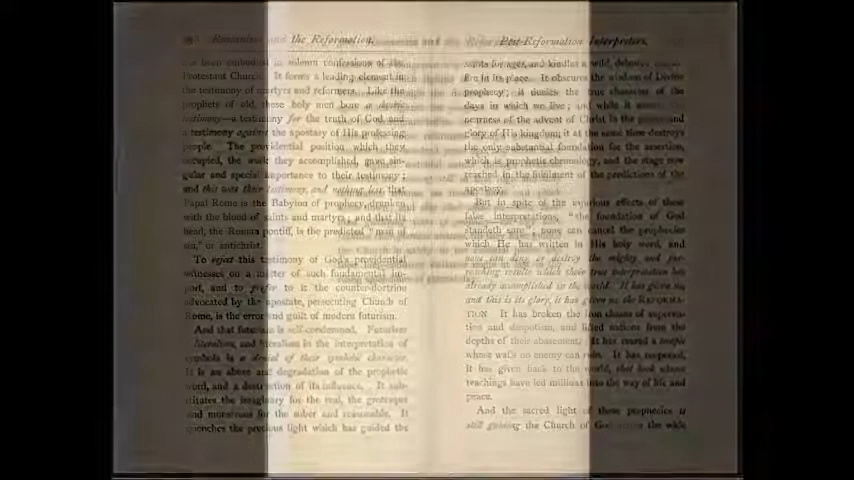 Romanism and the Reformation.
has been embodied in solemn confessions of the
Protestant Church. It forms a leading element in
the testimony of martyrs and reformers. Like the
prophets of old, these holy men bore a double
testimony—a testimony for the truth of God, and
a testimony against the apostasy of His professing
people. The providential position which they
occupied, the work they accomplished, gave sin-
gular and special importance to their testimony;
and this was their testimony, and nothing less, that
Papal Rome is the Babylon of prophecy, drunken
with the blood of saints and martyrs; and that its
head, the Roman pontiff, is the predicted "man of
sin," or antichrist.
To reject this testimony of God's providential
witnesses on a matter of such fundamental im-
port, and to prefer to it the counter-doctrine
advocated by the apostate, persecuting Church of
Rome, is the error and guilt of modern futurism.
And that futurism is self-condemned. Futurist
literalism, and literalism in the interpretation of
symbols is a denial of their symbolic character.
It is an abuse and degradation of the prophetic
word, and a destruction of its influence. It sub-
stitutes the imaginary for the real, the grotesque
and monstrous for the sober and reasonable. It
quenches the precious light which has guided the
Post-Reformation Interpreters.
saints for ages, and kindles a wild, delusive
fire in its place. It obscures the wisdom of Divine
prophecy; it denies the true character of the
days in which we live; and while it the
nearness of the advent of Christ in the power and
glory of His kingdom, it at the same time destroys
the only substantial foundation for the assertion,
which is prophetic chronology, and the stage now
reached in the fulfilment of the predictions of the
apostasy.
But in spite of the injurious effects of these
false interpretations, "the foundation of God
standeth sure"; none can cancel the prophecies
which He has written in His holy word, and
none can deny or destroy the mighty and far-
reaching results which their true interpretation has
already accomplished in the world. It has given us,
and this is its glory, it has given us the REFORMA-
TION. It has broken the iron chains of supersti-
tion and despotism, and lifted nations from the
depths of their abasement. It has reared a temple
whose walls no enemy can ruin. It has reopened,
it has given back to the world, that book whose
teachings have led millions into the way of life and
peace.
And the sacred light of these prophecies is
still guiding the Church of God the wide